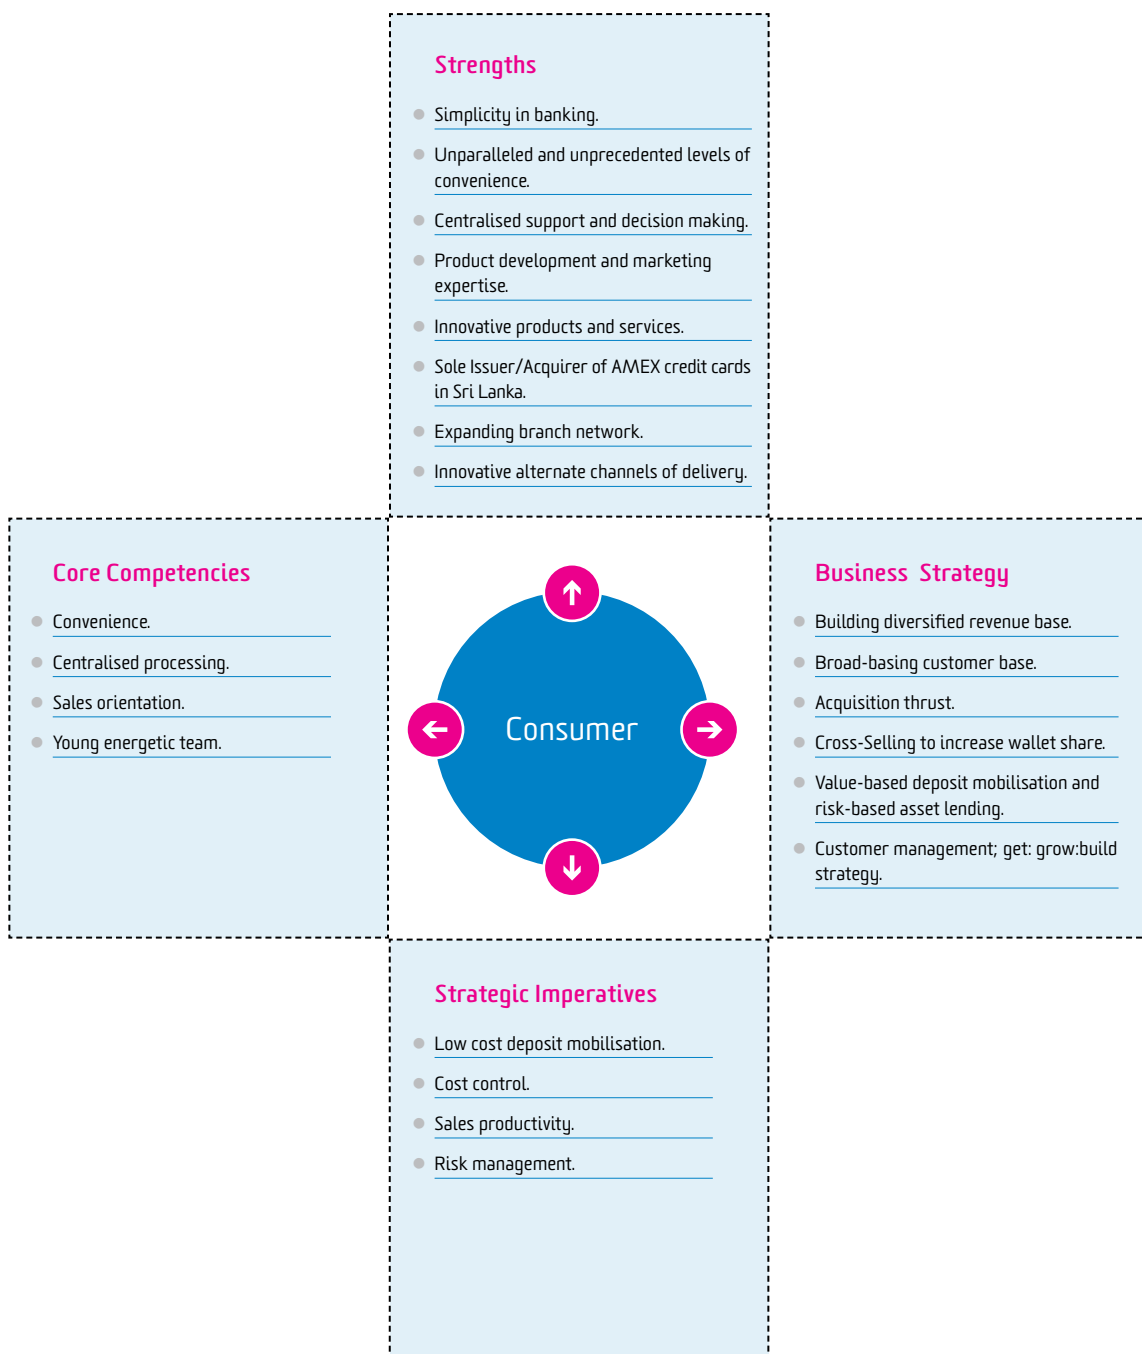 Strengths
Simplicity in banking.
Unparalleled and unprecedented levels of
convenience.
Centralised support and decision making.
Product development and marketing
expertise.
Innovative products and services.
Sole Issuer/Acquirer of AMEX credit cards
in Sri Lanka.
Expanding branch network.
Innovative alternate channels of delivery.
Core Competencies
Convenience.
Centralised processing.
Sales orientation.
Young energetic team.
Consumer
Business Strategy
Building diversified revenue base.
Broad-basing customer base.
Acquisition thrust.
Cross-Selling to increase wallet share.
Value-based deposit mobilisation and
risk-based asset lending.
Customer management; get: grow:build
strategy.
Strategic Imperatives
Low cost deposit mobilisation.
Cost control.
Sales productivity.
Risk management.